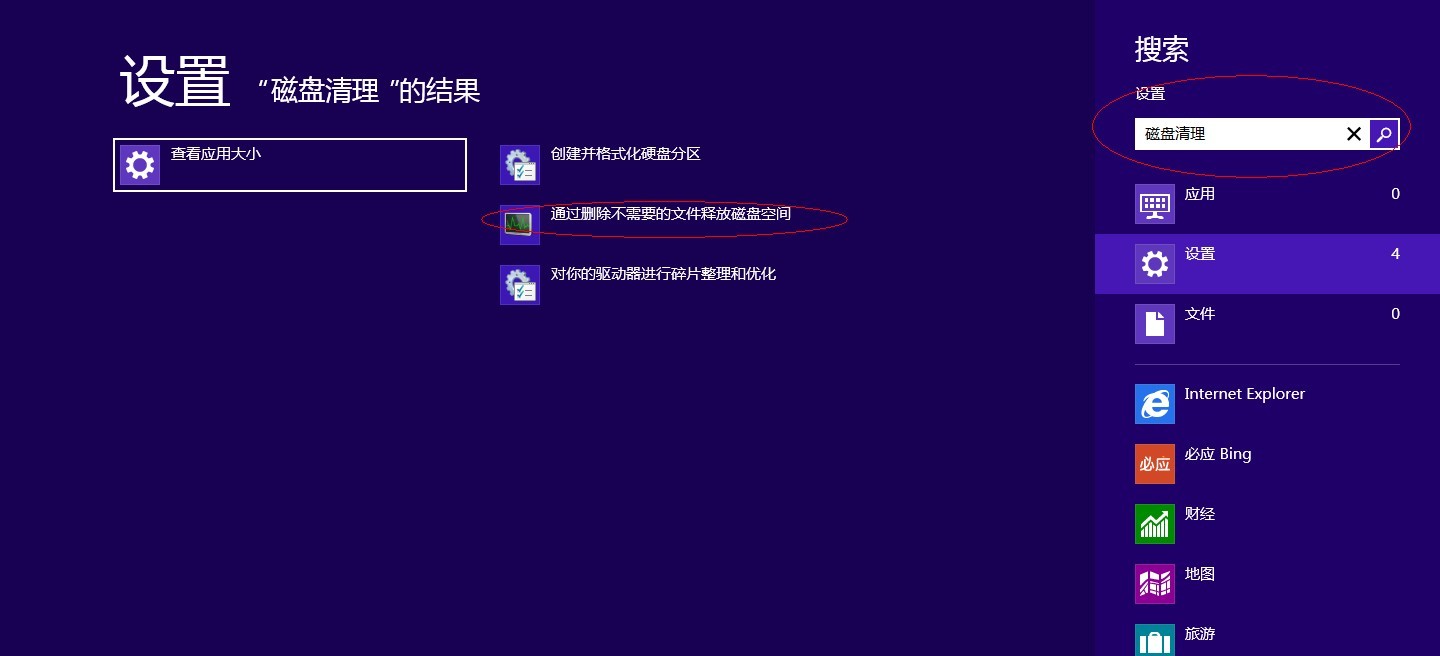 设置 “磁盘清理 ”的结果
查看应用大小
创建并格式化硬盘分区
通过删除不需要的文件释放磁盘空间
对你的驱动器进行碎片整理和优化
搜索
设置
磁盘清理
应用 0
设置 4
文件 0
Internet Explorer
必应 必应 Bing
财经
地图
旅游